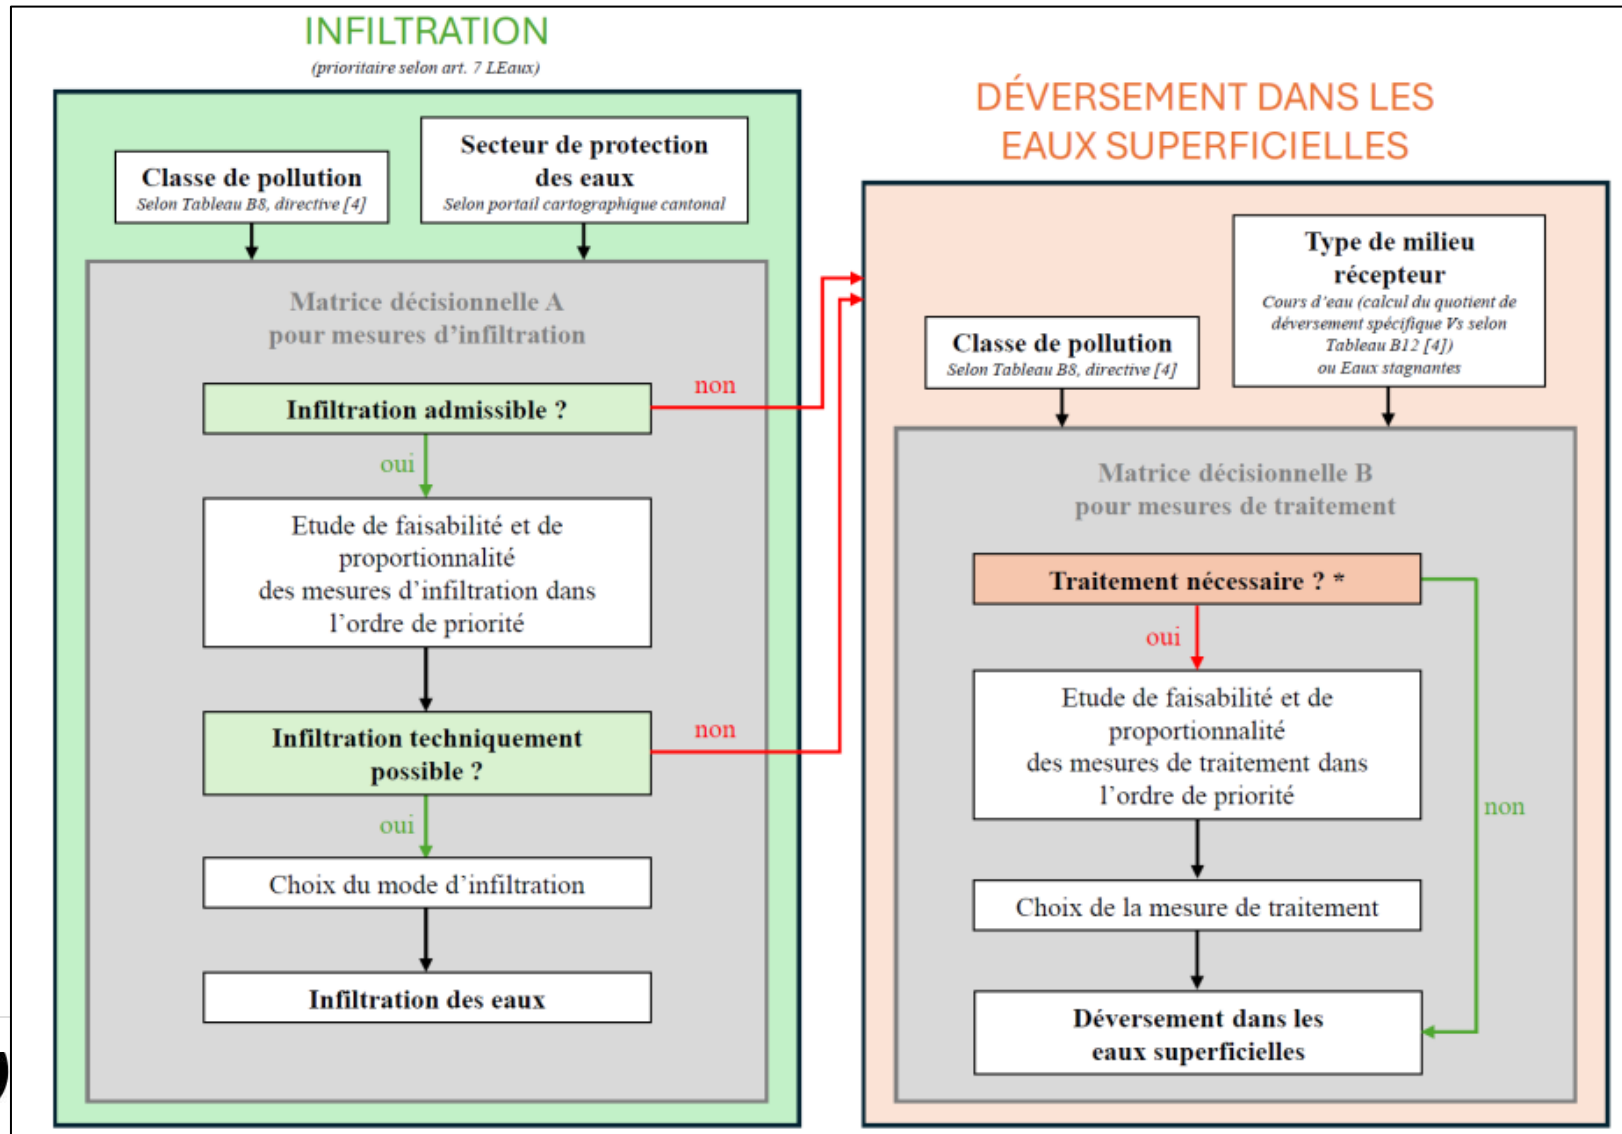 INFILTRATION
(prioritaire selon art. 7 LEaux)
Classe de pollution
Selon Tableau B8, directive [4]
Secteur de protection
des eaux
Selon portail cartographique cantonal
Matrice décisionnelle A
pour mesures d'infiltration
Infiltration admissible ?
non
oui
Etude de faisabilité et de
proportionnalité
des mesures d'infiltration dans
l'ordre de priorité
Infiltration techniquement
possible ?
non
oui
Choix du mode d'infiltration
Infiltration des eaux
DÉVERSEMENT DANS LES
EAUX SUPERFICIELLES
Classe de pollution
Selon Tableau B8, directive [4]
Type de milieu
récepteur
Cours d'eau (calcul du quotient de
déversement spécifique Vs selon
Tableau B12 [4])
ou Eaux stagnantes
Matrice décisionnelle B
pour mesures de traitement
Traitement nécessaire ? *
oui
non
Etude de faisabilité et de
proportionnalité
des mesures de traitement dans
l'ordre de priorité
Choix de la mesure de traitement
Déversement dans les
eaux superficielles